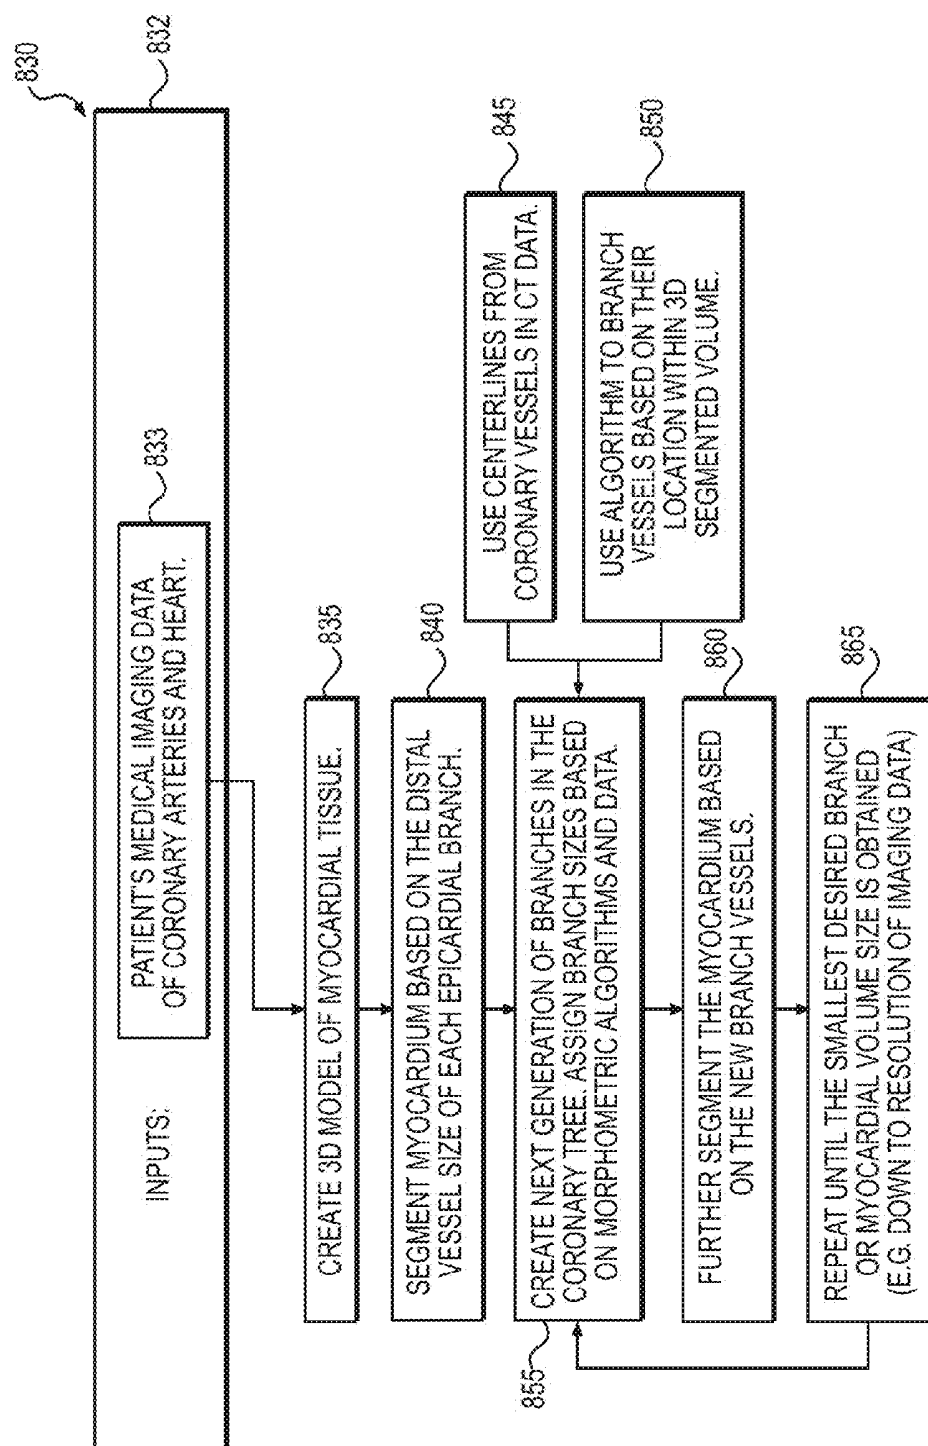 830
832
INPUTS:
833
PATIENT'S MEDICAL IMAGING DATA
OF CORONARY ARTERIES AND HEART.
835
CREATE 3D MODEL OF MYOCARDIAL TISSUE.
840
SEGMENT MYOCARDIUM BASED ON THE DISTAL
VESSEL SIZE OF EACH EPICARDIAL BRANCH.
845
USE CENTERLINES FROM
CORONARY VESSELS IN CT DATA.
850
USE ALGORITHM TO BRANCH
VESSELS BASED ON THEIR
LOCATION WITHIN 3D
SEGMENTED VOLUME.
855
CREATE NEXT GENERATION OF BRANCHES IN THE
CORONARY TREE. ASSIGN BRANCH SIZES BASED
ON MORPHOMETRIC ALGORITHMS AND DATA.
860
FURTHER SEGMENT THE MYOCARDIUM BASED
ON THE NEW BRANCH VESSELS.
865
REPEAT UNTIL THE SMALLEST DESIRED BRANCH
OR MYOCARDIAL VOLUME SIZE IS OBTAINED
(E.G. DOWN TO RESOLUTION OF IMAGING DATA)